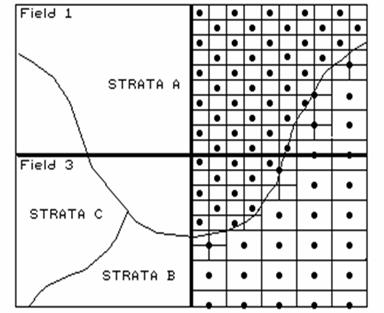 Field 1
STRATA A
Field 3
STRATA C
STRATA B